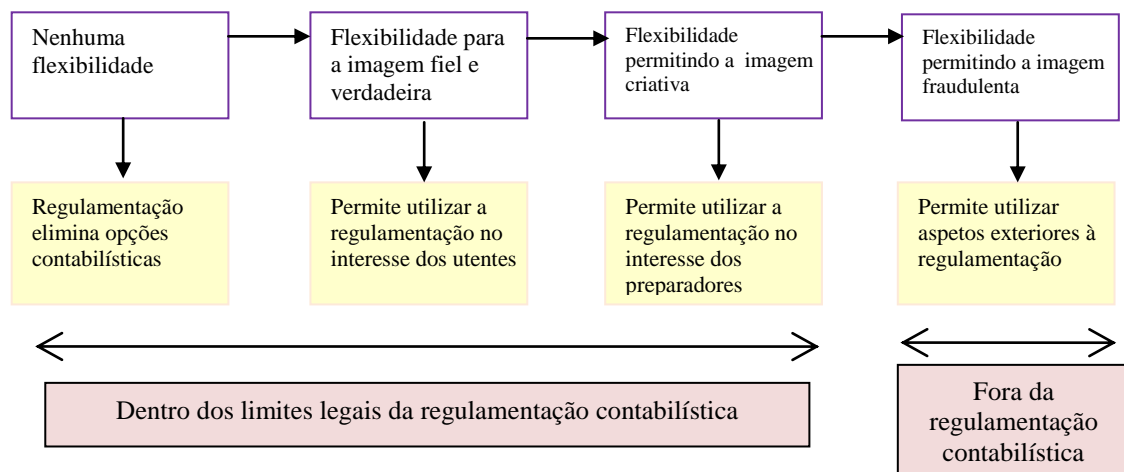 Nenhuma
flexibilidade
Flexibilidade para
a imagem fiel e
verdadeira
Flexibilidade
permitindo a imagem
criativa
Flexibilidade
permitindo a imagem
fraudulenta
Regulamentação
elimina opções
contabilísticas
Permite utilizar a
regulamentação no
interesse dos utentes
Permite utilizar a
regulamentação no
interesse dos
preparadores
Permite utilizar
aspetos exteriores à
regulamentação
Dentro dos limites legais da regulamentação contabilística
Fora da
regulamentação
contabilística